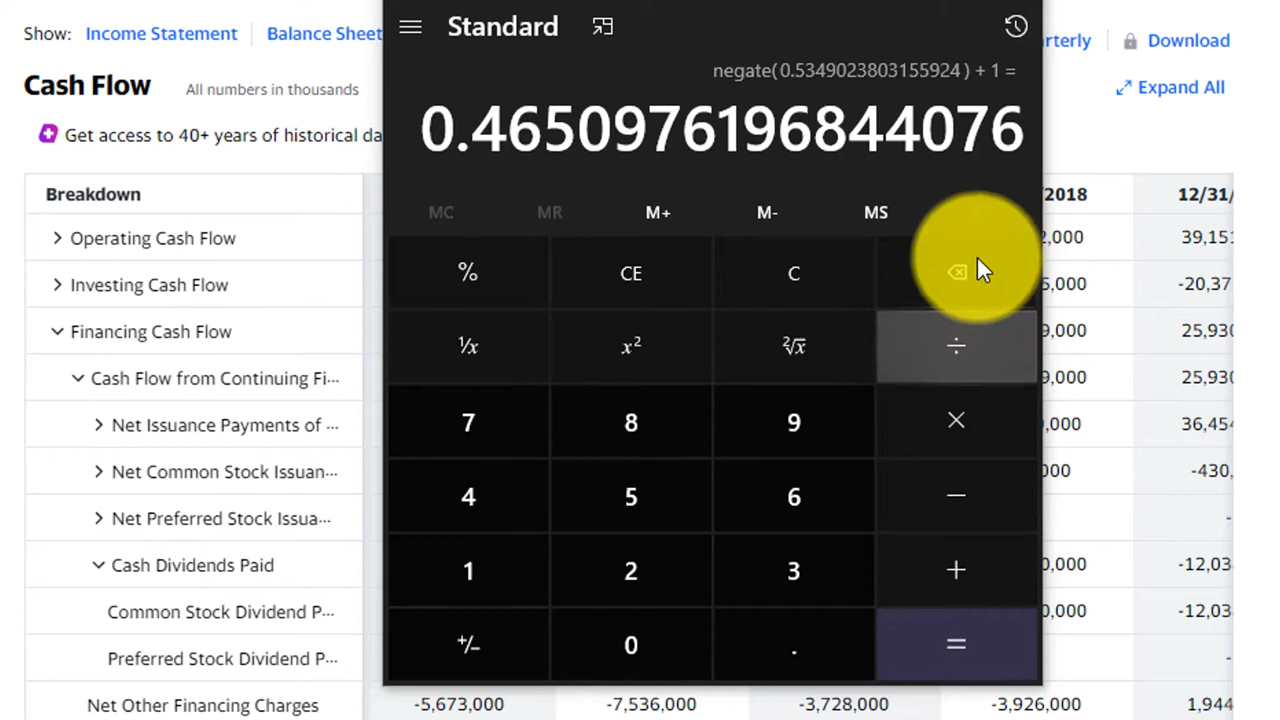 Show: Income Statement Balance Sheet
Standard
arterly Download
Cash Flow All numbers in thousands
negate(0.5349023803155924) + 1 =
Expand All
0.4650976196844076
Get access to 40+ years of historical da
Breakdown 2018 12/31/
MC MR M+ M- MS
Operating Cash Flow 2,000 39,151
% CE C
Investing Cash Flow 5,000 -20,37
Financing Cash Flow 9,000 25,930
⅟x x² ²√x ÷
Cash Flow from Continuing Fi··· 9,000 25,930
7 8 9 ×
Net Issuance Payments of ··· 0,000 36,454
Net Common Stock Issuan··· 000 -430,
4 5 6 −
Net Preferred Stock Issua··· -
Cash Dividends Paid 0,000 -12,03
1 2 3 +
Common Stock Dividend P··· 0,000 -12,03
+/− 0 . =
Preferred Stock Dividend P··· -
Net Other Financing Charges -5,673,000 -7,536,000 -3,728,000 -3,926,000 1,944